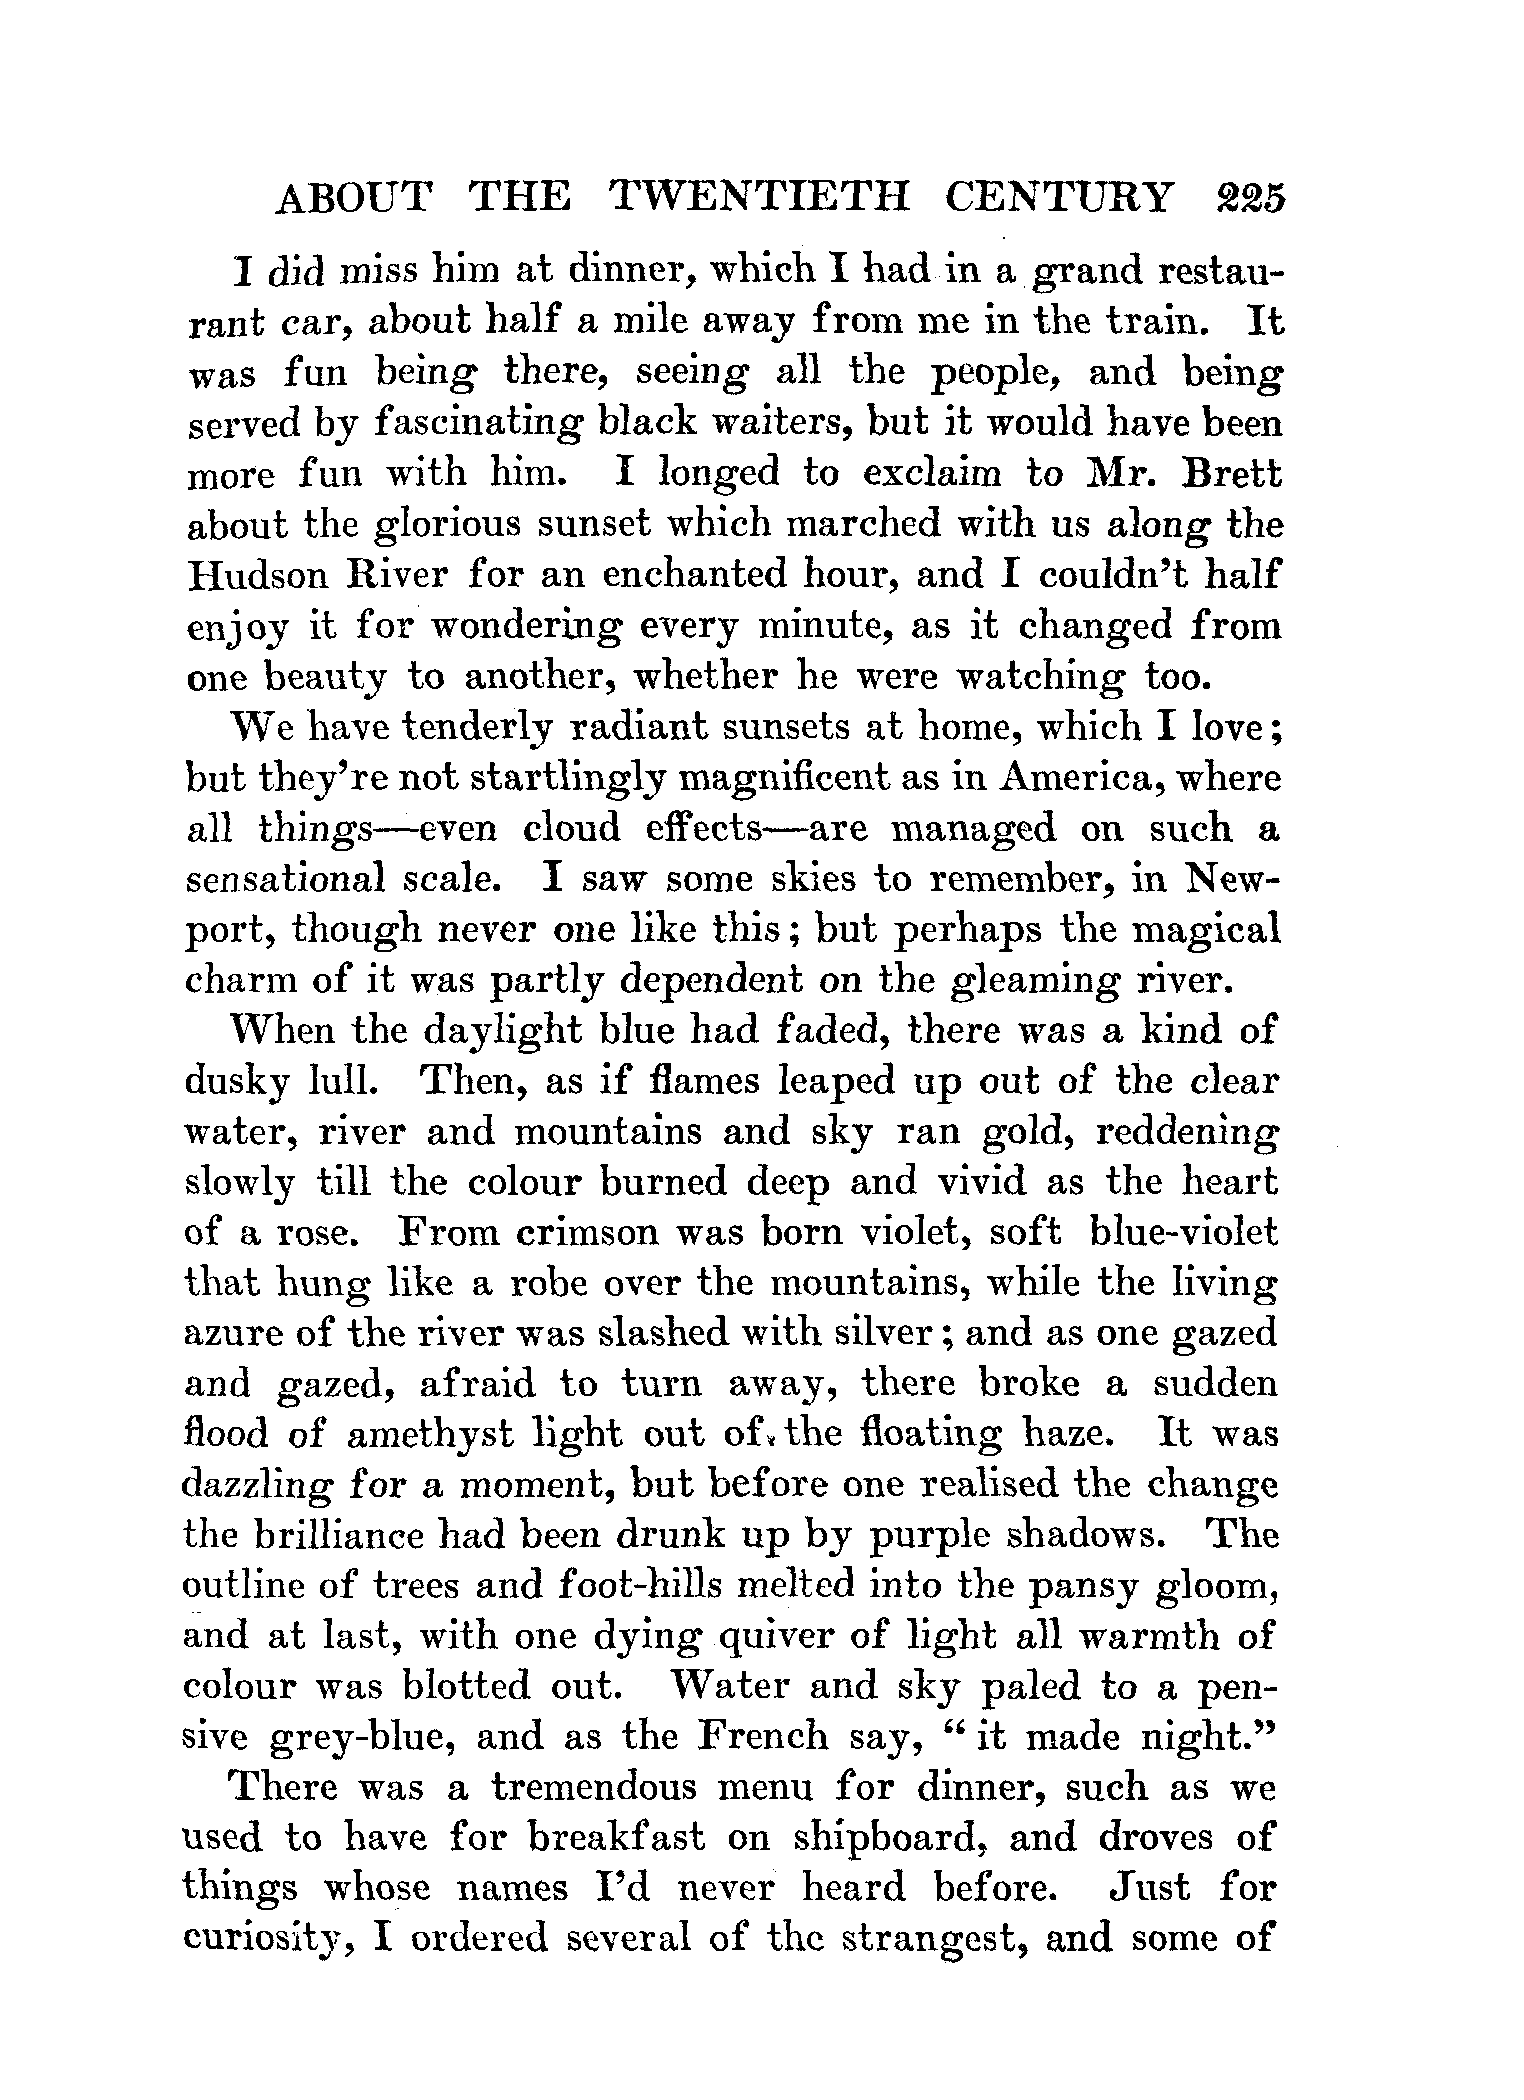 ABOUT THE TWENTIETH CENTURY 225
I did miss him at dinner, which I had in a grand restau-
rant car, about half a mile away from me in the train. It
was fun being there, seeing all the people, and being
served by fascinating black waiters, but it would have been
more fun with him. I longed to exclaim to Mr. Brett
about the glorious sunset which marched with us along the
Hudson River for an enchanted hour, and I couldn't half
enjoy it for wondering every minute, as it changed from
one beauty to another, whether he were watching too.
We have tenderly radiant sunsets at home, which I love;
but they're not startlingly magnificent as in America, where
all things—even cloud effects—are managed on such a
sensational scale. I saw some skies to remember, in New-
port, though never one like this; but perhaps the magical
charm of it was partly dependent on the gleaming river.
When the daylight blue had faded, there was a kind of
dusky lull. Then, as if flames leaped up out of the clear
water, river and mountains and sky ran gold, reddening
slowly till the colour burned deep and vivid as the heart
of a rose. From crimson was born violet, soft blue-violet
that hung like a robe over the mountains, while the living
azure of the river was slashed with silver; and as one gazed
and gazed, afraid to turn away, there broke a sudden
flood of amethyst light out of the floating haze. It was
dazzling for a moment, but before one realised the change
the brilliance had been drunk up by purple shadows. The
outline of trees and foot-hills melted into the pansy gloom,
and at last, with one dying quiver of light all warmth of
colour was blotted out. Water and sky paled to a pen-
sive grey-blue, and as the French say, "it made night."
There was a tremendous menu for dinner, such as we
used to have for breakfast on shipboard, and droves of
things whose names I'd never heard before. Just for
curiosity, I ordered several of the strangest, and some of